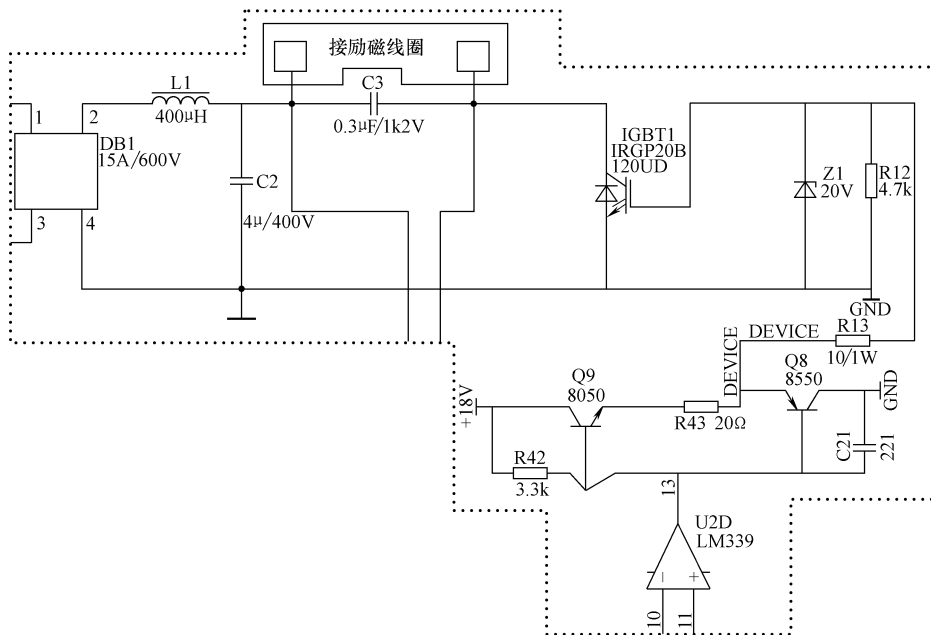 接励磁线圈
L1
400μH
C3
0.3μF/1k2V
1
2
DB1
15A/600V
3
4
C2
4μ/400V
IGBT1
IRGP20B
120UD
Z1
20V
R12
4.7k
GND
DEVICE
R13
10/1W
DEVICE
Q8
8550
GND
Q9
8050
+18V
R43 20Ω
C21
221
R42
3.3k
13
U2D
LM339
−
+
10
11